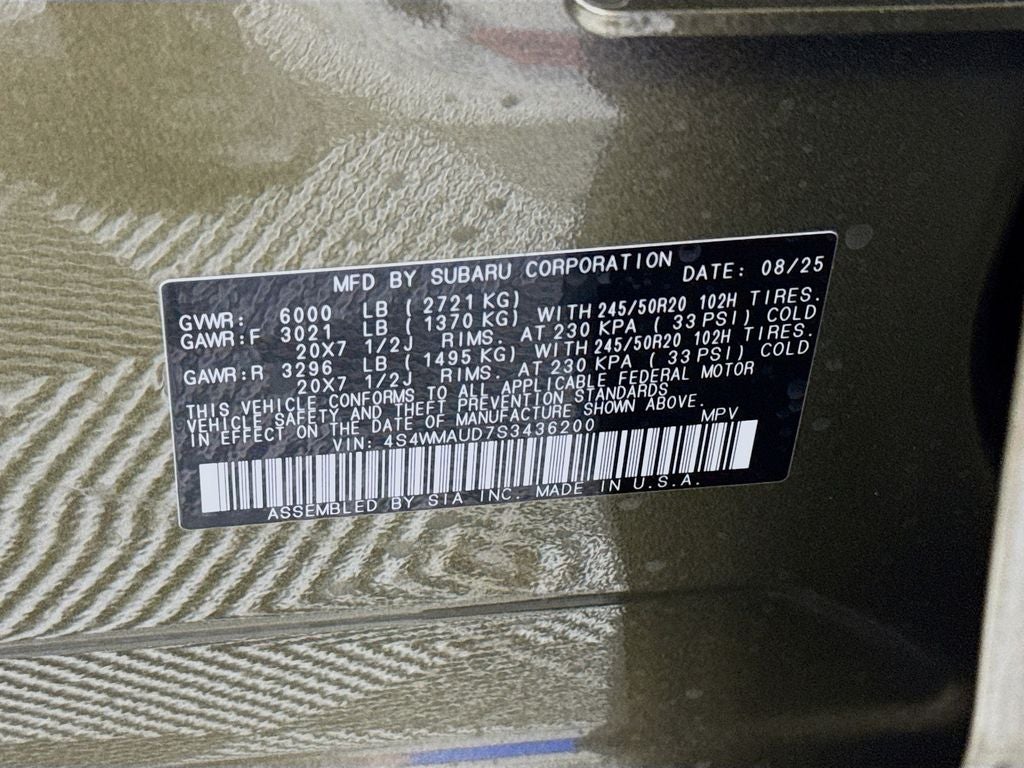 MFD BY SUBARU CORPORATION DATE: 08/25
GVWR: 6000 LB ( 2721 KG)
GAWR:F 3021 LB ( 1370 KG) WITH 245/50R20 102H TIRES.
20X7 1/2J RIMS. AT 230 KPA ( 33 PSI) COLD
GAWR:R 3296 LB ( 1495 KG) WITH 245/50R20 102H TIRES.
20X7 1/2J RIMS. AT 230 KPA ( 33 PSI) COLD
THIS VEHICLE CONFORMS TO ALL APPLICABLE FEDERAL MOTOR
VEHICLE SAFETY AND THEFT PREVENTION STANDARDS
IN EFFECT ON THE DATE OF MANUFACTURE SHOWN ABOVE.
VIN: 4S4WMAUD7S3436200 MPV
ASSEMBLED BY SIA INC. MADE IN U.S.A.